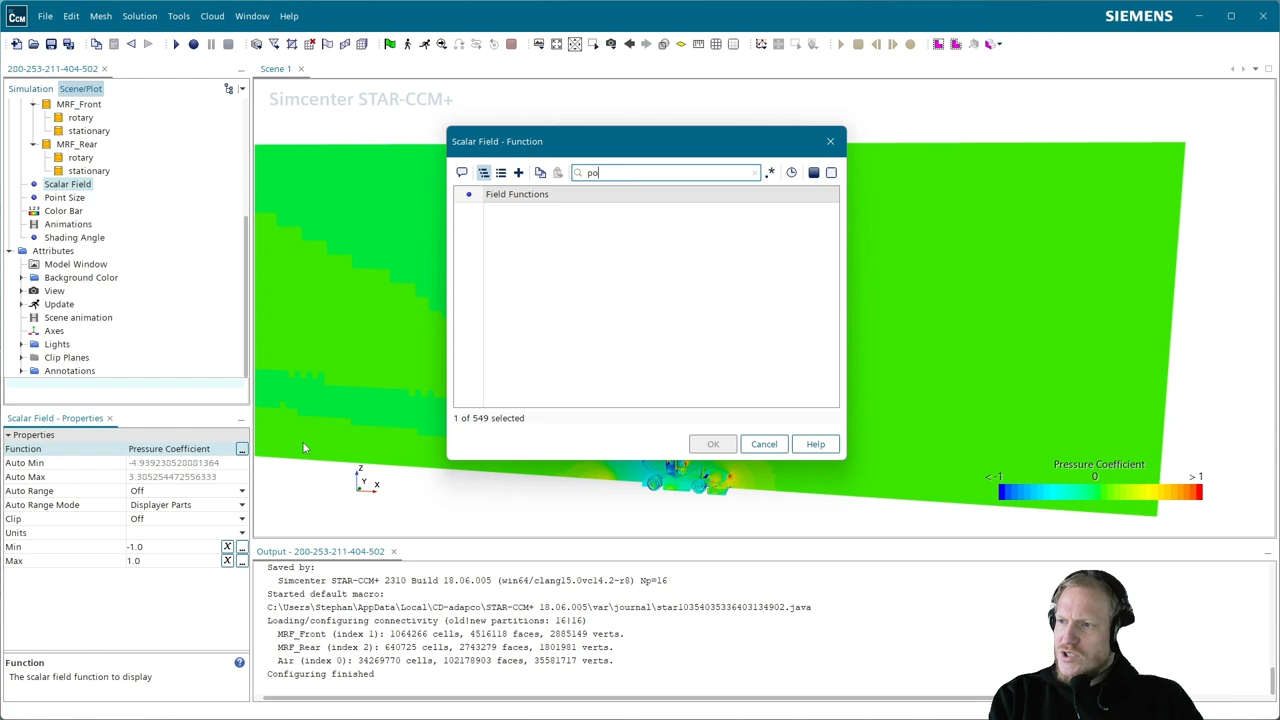 CCM File Edit Mesh Solution Tools Cloud Window Help SIEMENS
280-253-211-404-502 Scene 1
Simulation Scene/Plot
Simcenter STAR-CCM+
MRF_Front
rotary
stationary
MRF_Rear
rotary
stationary
Scalar Field
Point Size
Color Bar
Animations
Shading Angle
Attributes
Model Window
Background Color
View
Update
Scene animation
Axes
Lights
Clip Planes
Annotations
Scalar Field - Function
po
Field Functions
1 of 549 selected
OK Cancel Help
Z
Y
X
Pressure Coefficient
< -1 0 > 1
Scalar Field - Properties
Properties
Function Pressure Coefficient
Auto Min -4.939238528881364
Auto Max 3.385254472556333
Auto Range Off
Auto Range Mode Displayer Parts
Clip Off
Units
Min -1.0
Max 1.0
Function
The scalar field function to display
Output - 280-253-211-404-502
Saved by:
Simcenter STAR-CCM+ 2310 Build 18.06.005 (win64/clang15.0vc14.2-r8) Np=16
Started default macro:
C:\Users\Stephan\AppData\Local\CD-adapco\STAR-CCM+ 18.06.005\var\journal\star10354035336403134902.java
Loading/configuring connectivity (old|new partitions: 16|16)
MRF_Front (index 1): 1064266 cells, 4516118 faces, 2885149 verts.
MRF_Rear (index 2): 640725 cells, 2743279 faces, 1801981 verts.
Air (index 0): 34269770 cells, 102178903 faces, 35581717 verts.
Configuring finished